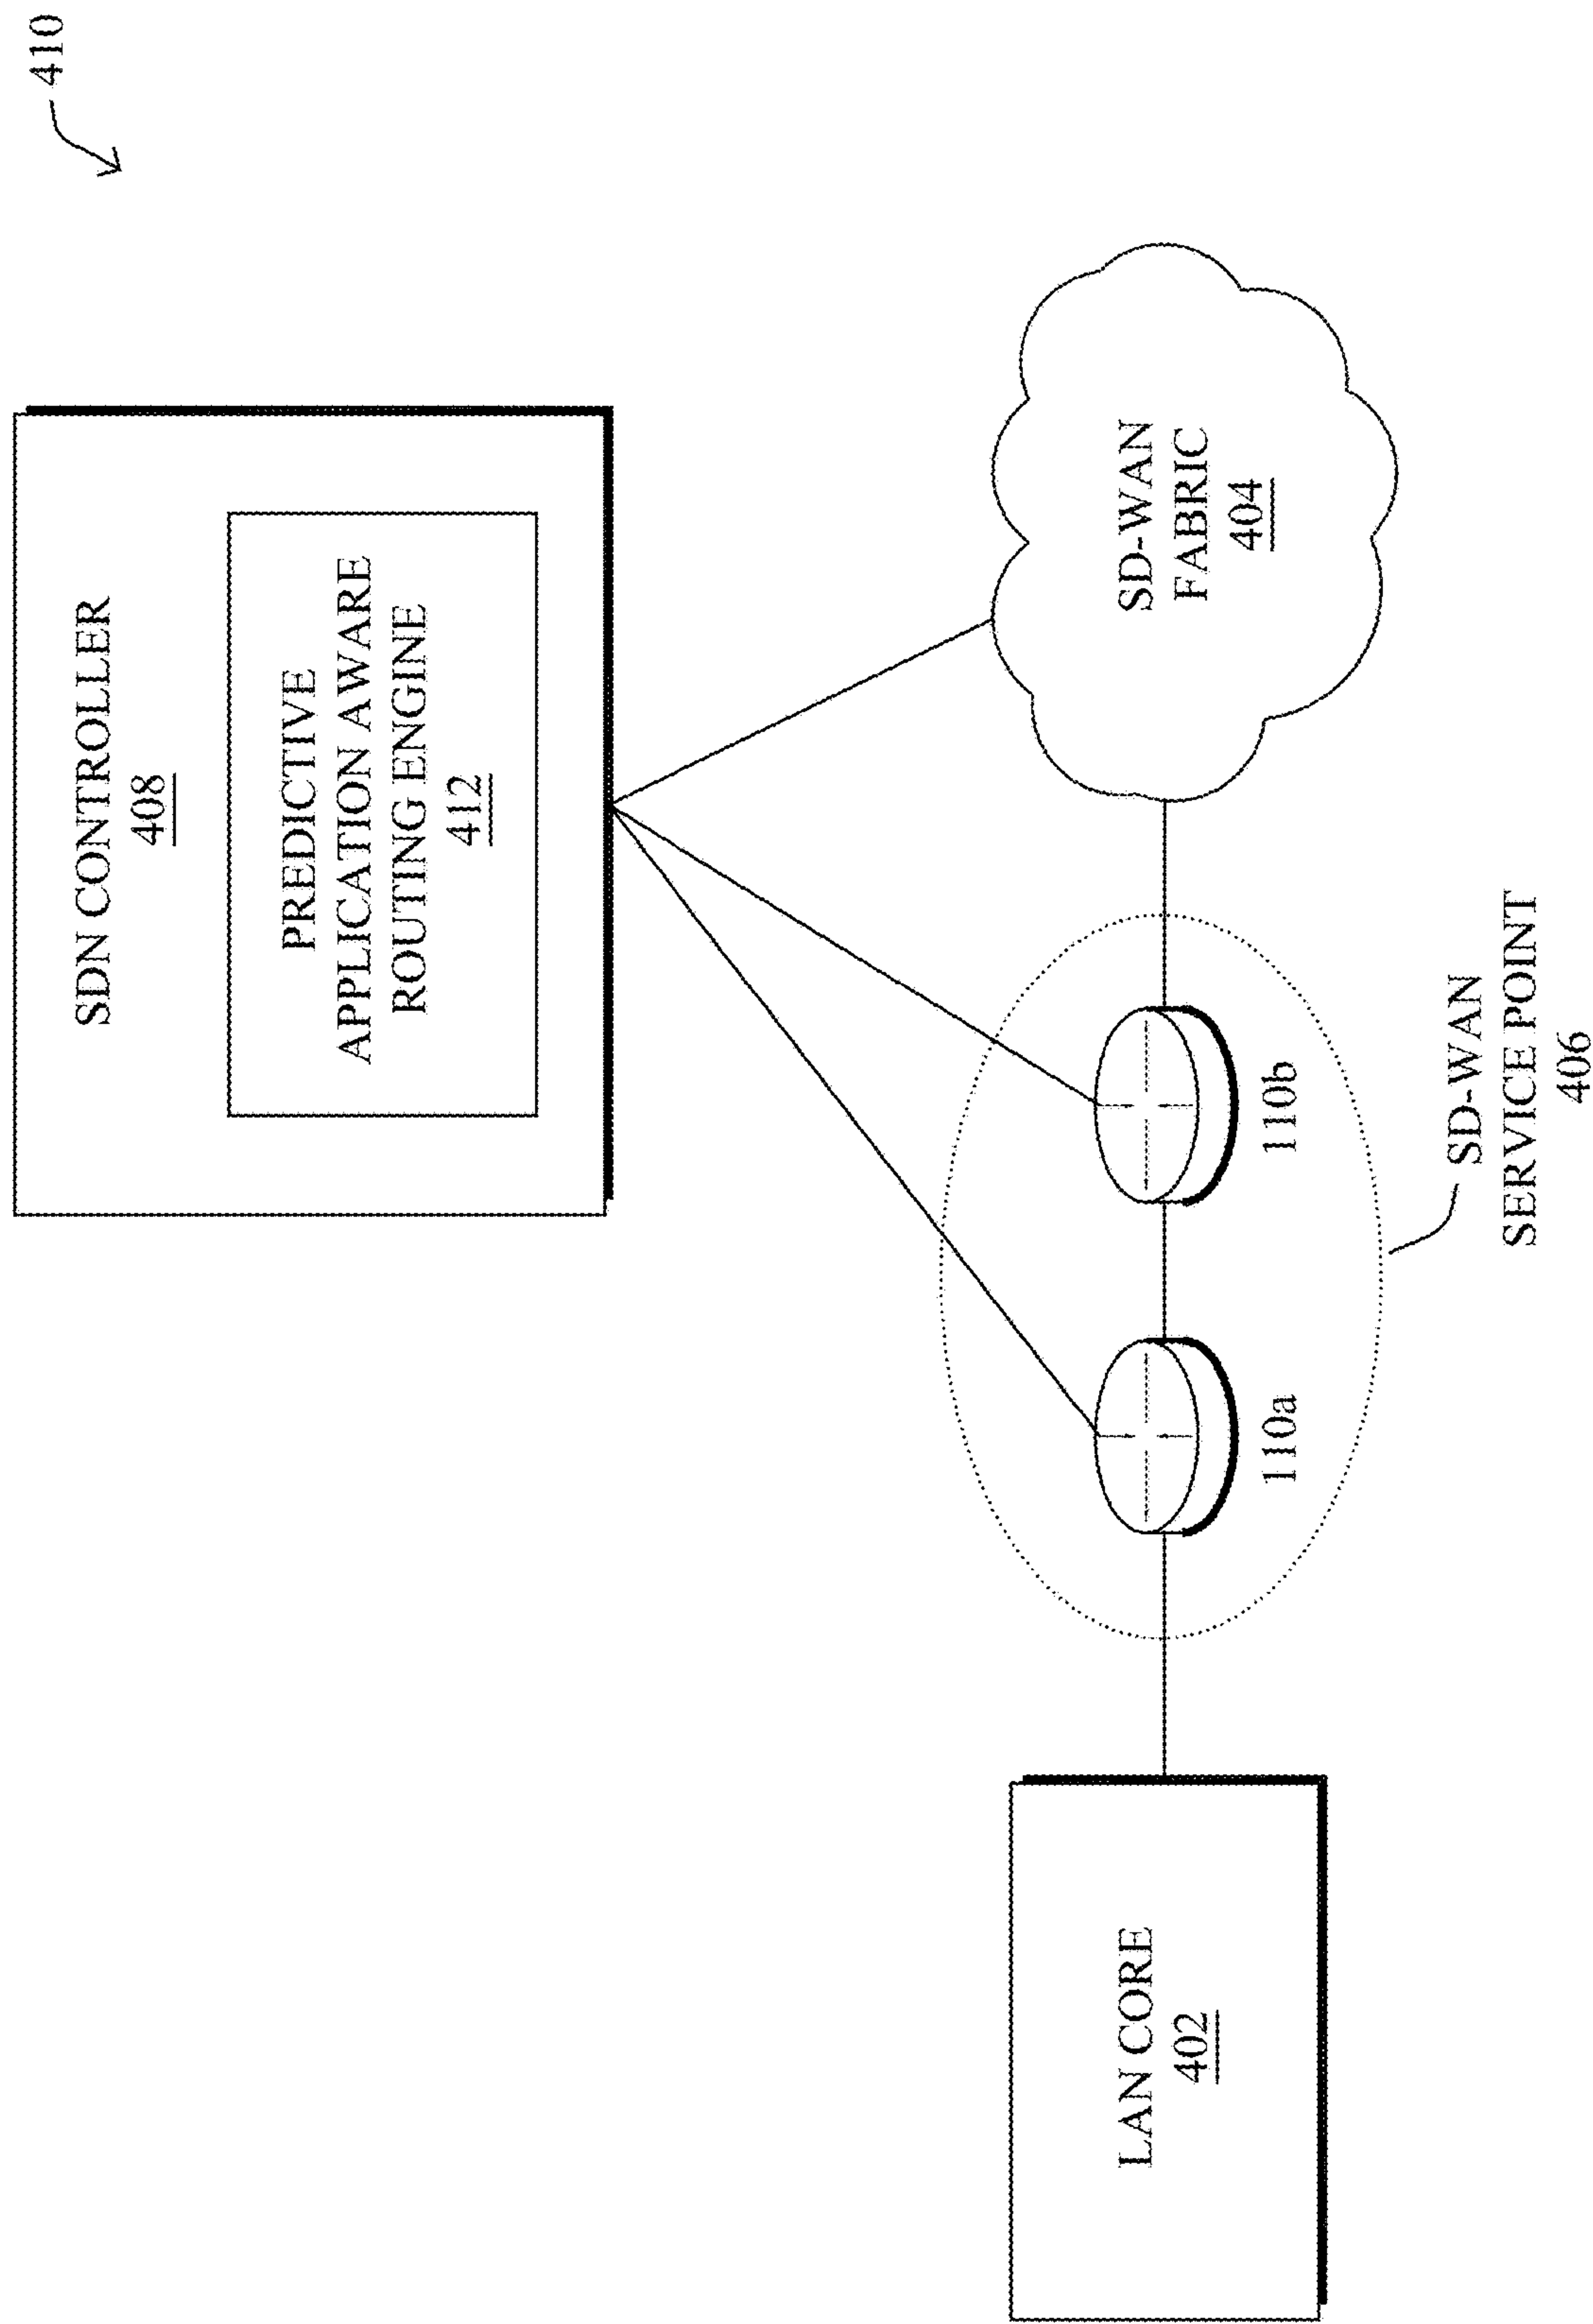 410
SDN CONTROLLER
408
PREDICTIVE
APPLICATION AWARE
ROUTING ENGINE
412
LAN CORE
402
110a
110b
SD-WAN
FABRIC
404
SD-WAN
SERVICE POINT
406